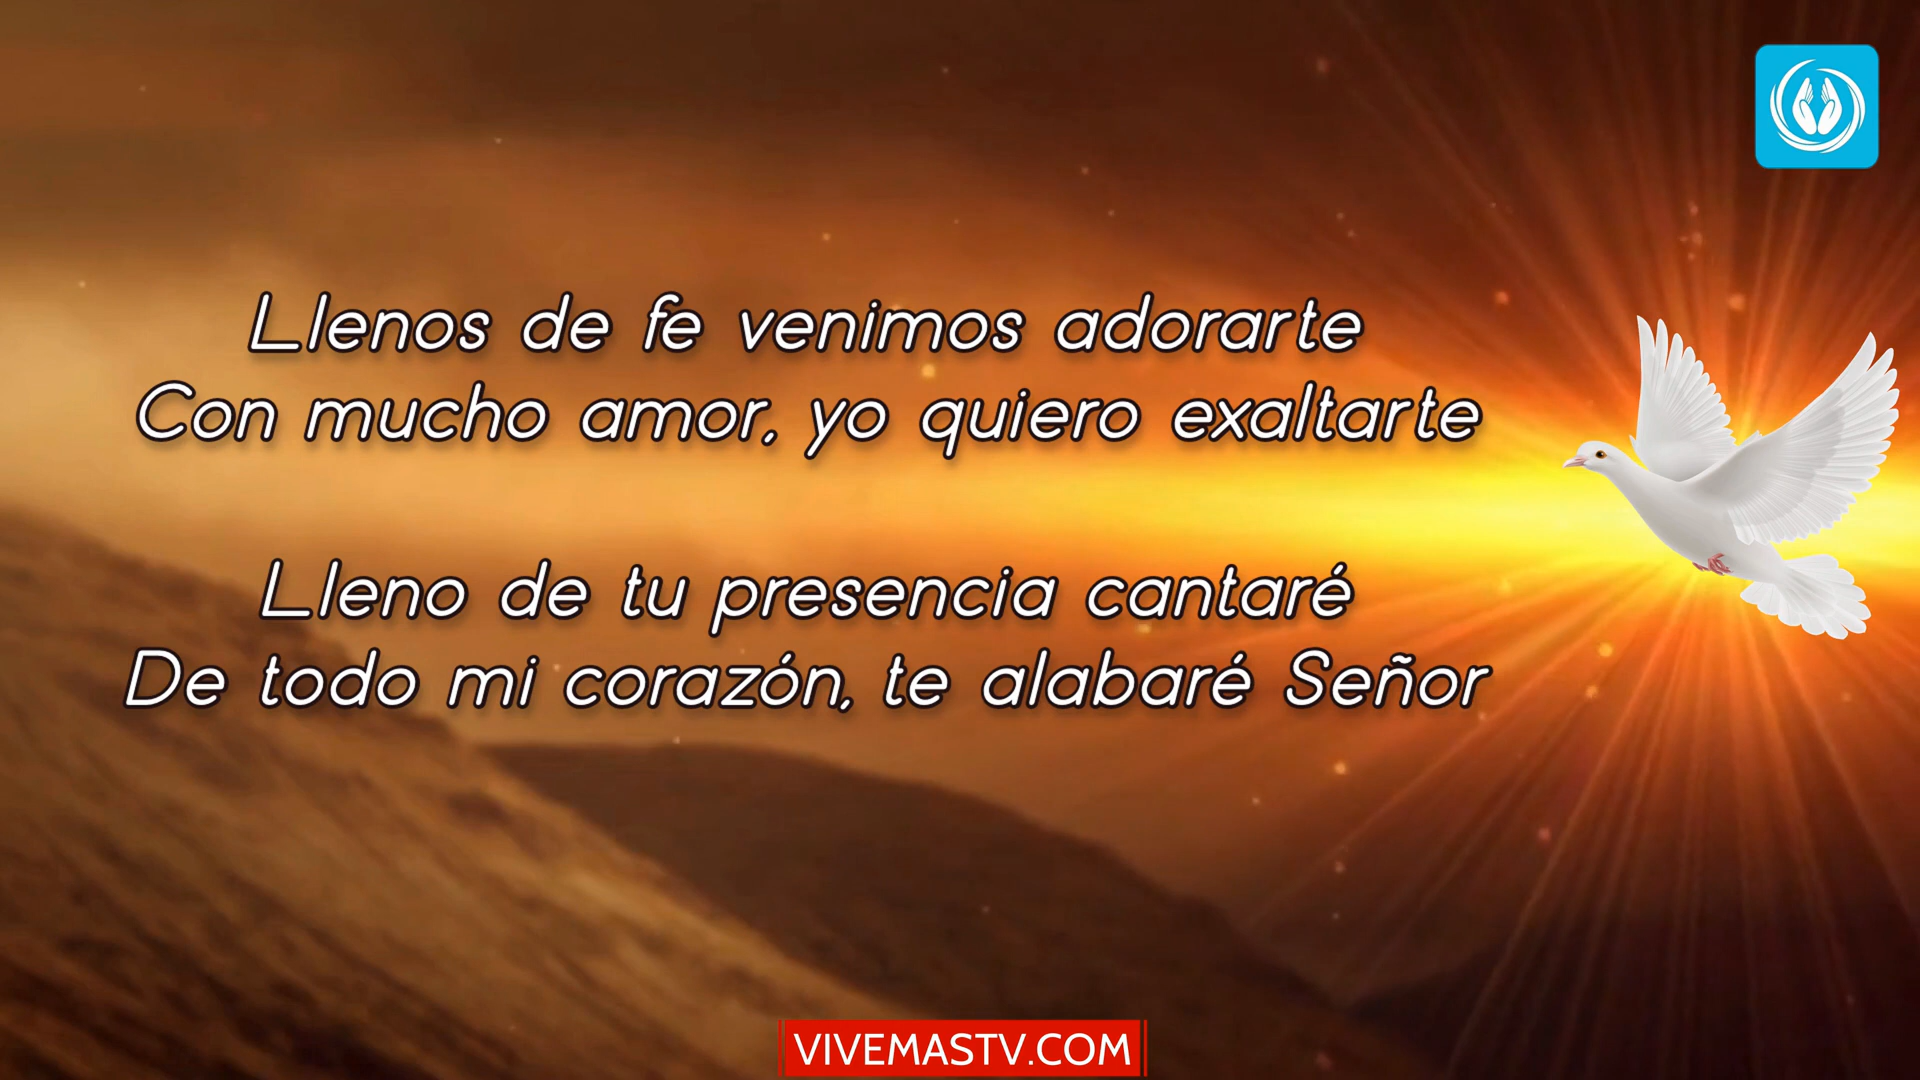 Llenos de fe venimos adorarte
Con mucho amor, yo quiero exaltarte
Lleno de tu presencia cantaré
De todo mi corazón, te alabaré Señor
VIVEMASTV.COM